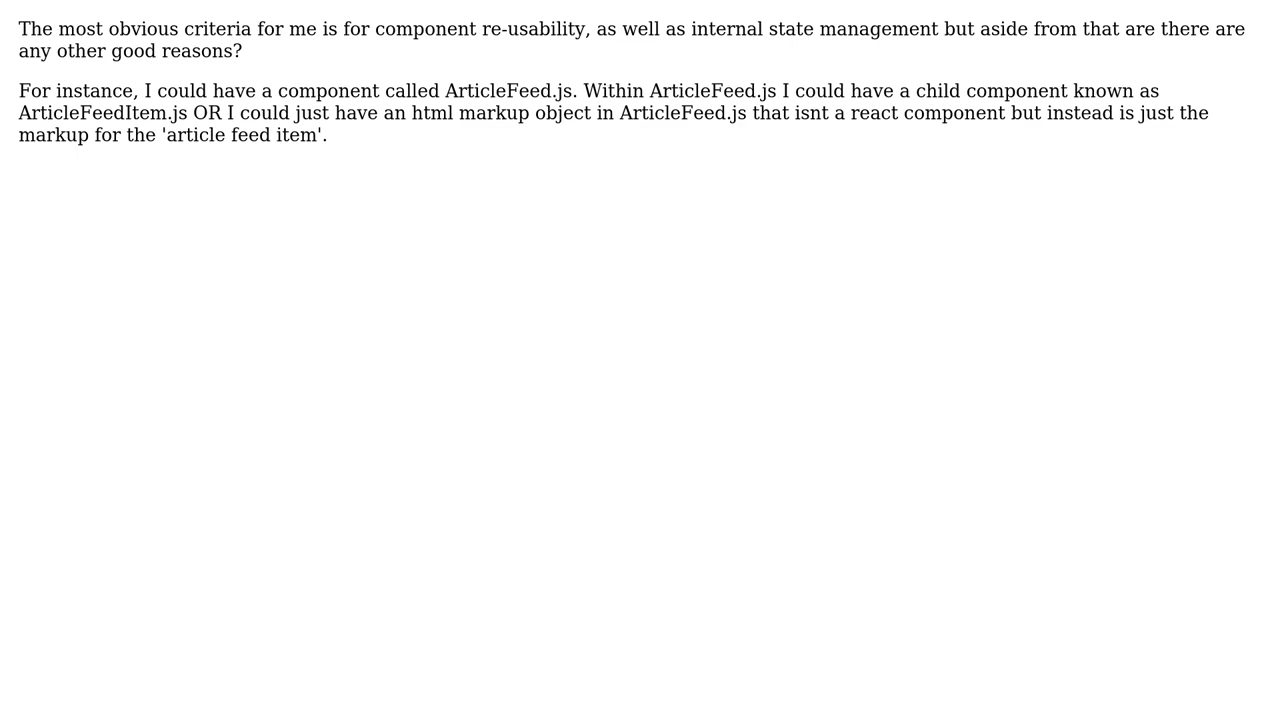 The most obvious criteria for me is for component re-usability, as well as internal state management but aside from that are there are
any other good reasons?
For instance, I could have a component called ArticleFeed.js. Within ArticleFeed.js I could have a child component known as
ArticleFeedItem.js OR I could just have an html markup object in ArticleFeed.js that isnt a react component but instead is just the
markup for the 'article feed item'.